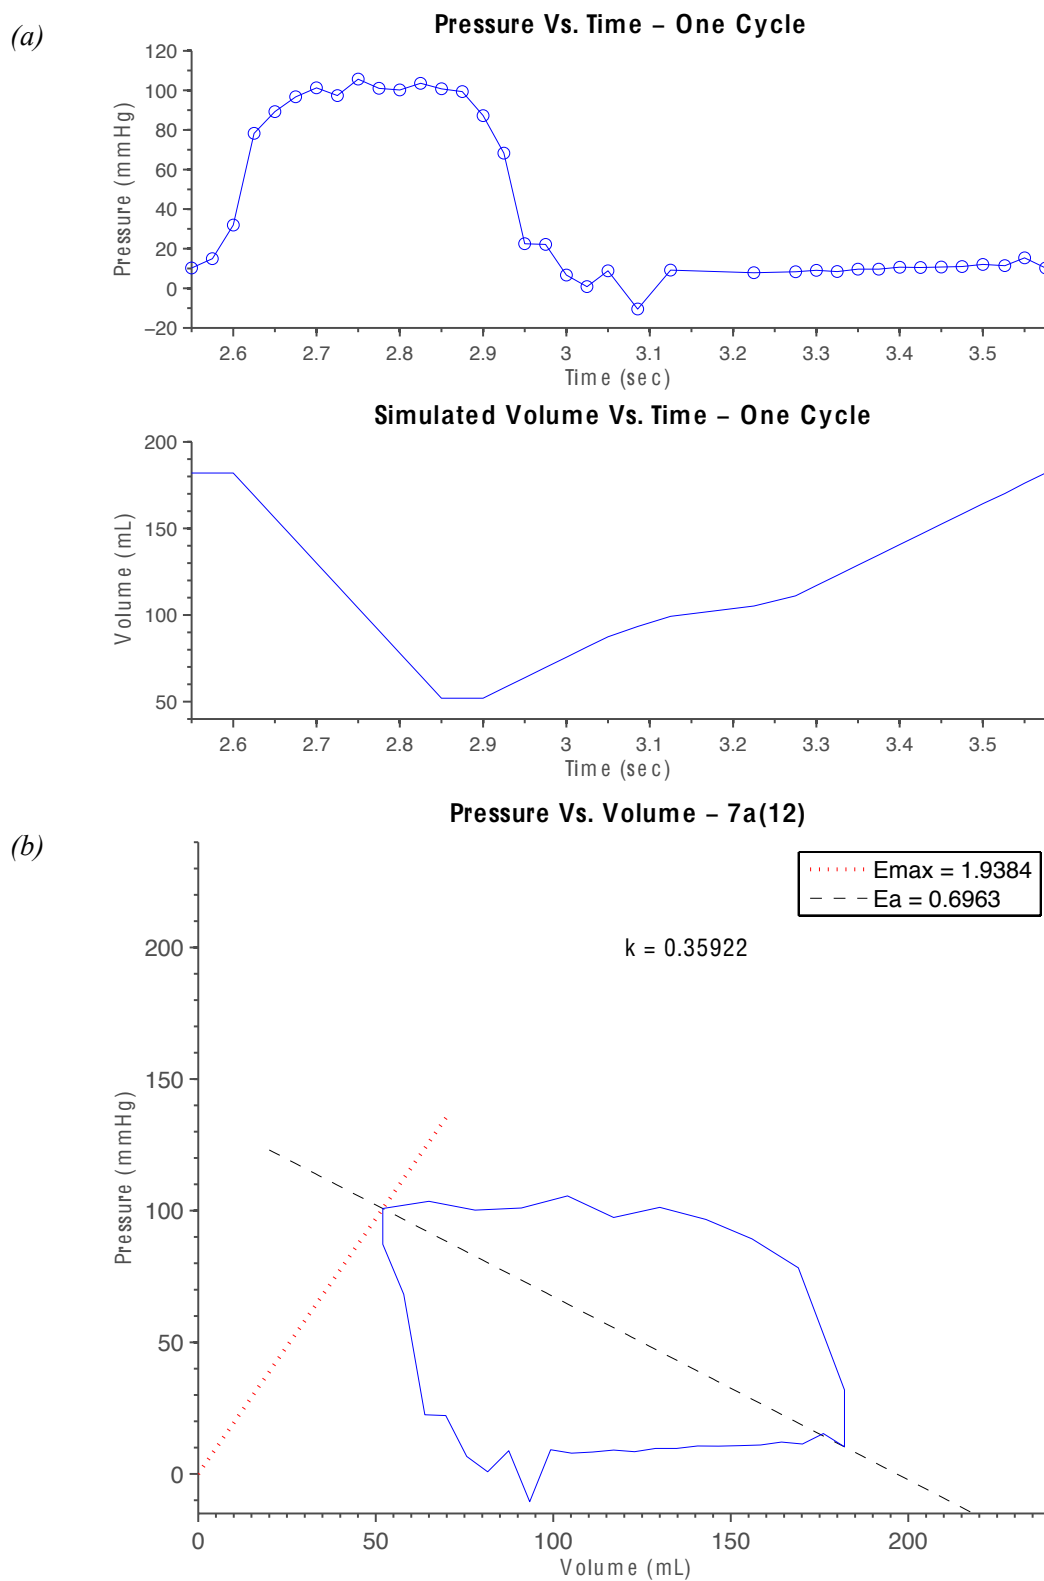 (a)
Pressure Vs. Time – One Cycle
120
100
80
60
40
20
0
−20
Pressure (mmHg)
2.6 2.7 2.8 2.9 3 3.1 3.2 3.3 3.4 3.5
Time (sec)
Simulated Volume Vs. Time – One Cycle
200
150
100
50
Volume (mL)
2.6 2.7 2.8 2.9 3 3.1 3.2 3.3 3.4 3.5
Time (sec)
(b)
Pressure Vs. Volume – 7a(12)
Emax = 1.9384
Ea = 0.6963
k = 0.35922
200
150
100
50
0
Pressure (mmHg)
0 50 100 150 200
Volume (mL)